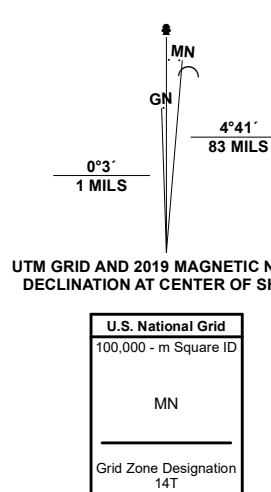 MN
GN
4°41´
83 MILS
0°3´
1 MILS
UTM GRID AND 2019 MAGNETIC
DECLINATION AT CENTER OF
U.S. National Grid
100,000 - m Square ID
MN
Grid Zone Designation
14T